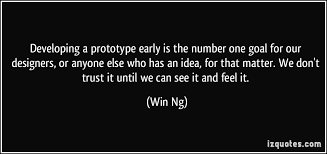 Developing a prototype early is the number one goal for our
designers, or anyone else who has an idea, for that matter. We don't
trust it until we can see it and feel it.
(Win Ng)
izquotes.com